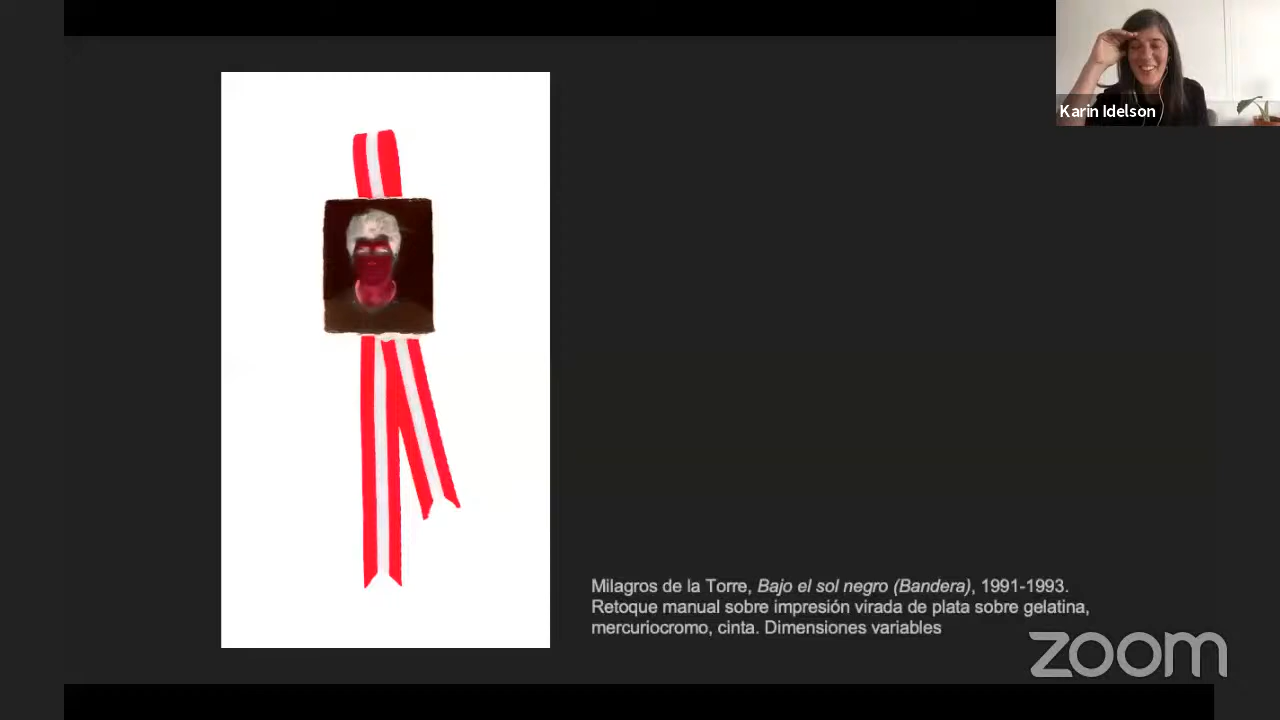 Karin Idelson
Milagros de la Torre, Bajo el sol negro (Bandera), 1991-1993.
Retoque manual sobre impresión virada de plata sobre gelatina,
mercuriocromo, cinta. Dimensiones variables
zoom